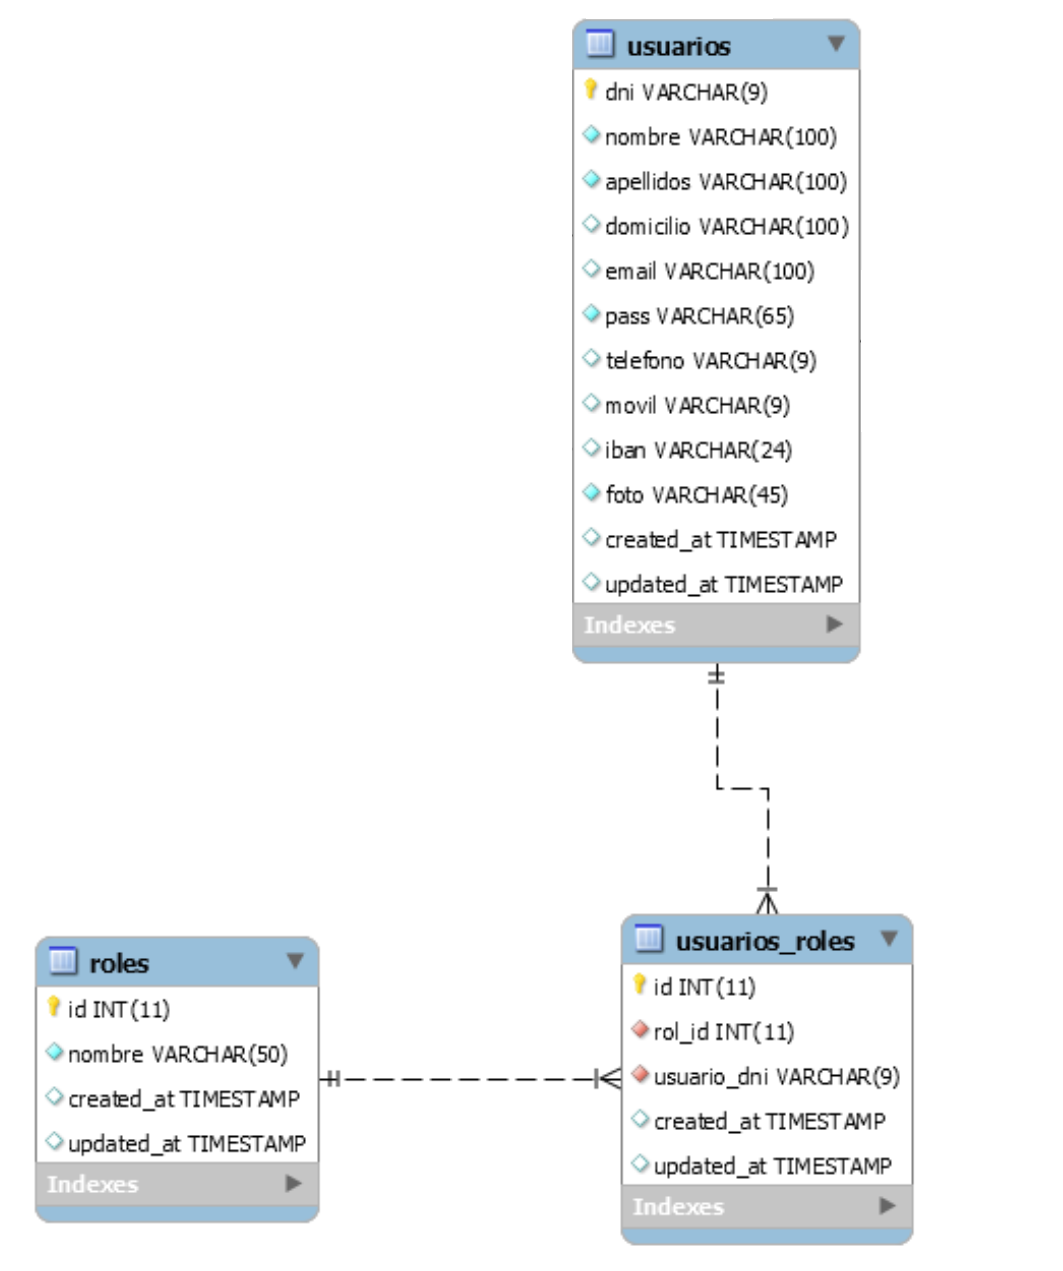 usuarios
dni VARCHAR(9)
nombre VARCHAR(100)
apellidos VARCHAR(100)
domicilio VARCHAR(100)
email VARCHAR(100)
pass VARCHAR(65)
telefono VARCHAR(9)
movil VARCHAR(9)
iban VARCHAR(24)
foto VARCHAR(45)
created_at TIMESTAMP
updated_at TIMESTAMP
Indexes
roles
id INT(11)
nombre VARCHAR(50)
created_at TIMESTAMP
updated_at TIMESTAMP
Indexes
usuarios_roles
id INT(11)
rol_id INT(11)
usuario_dni VARCHAR(9)
created_at TIMESTAMP
updated_at TIMESTAMP
Indexes